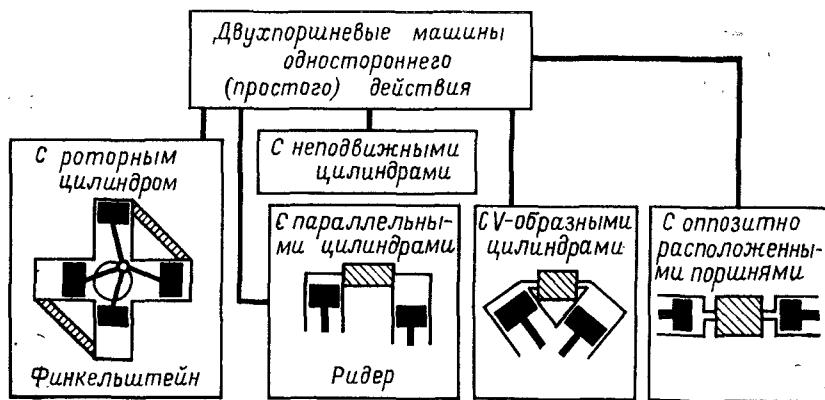 Двухпоршневые машины
одностороннего
(простого) действия
С роторным
цилиндром
Финкельштейн
С неподвижными
цилиндрами
С параллельны-
ми цилиндрами
Ридер
С V-образными
цилиндрами
С оппозитно
расположенны-
ми поршнями